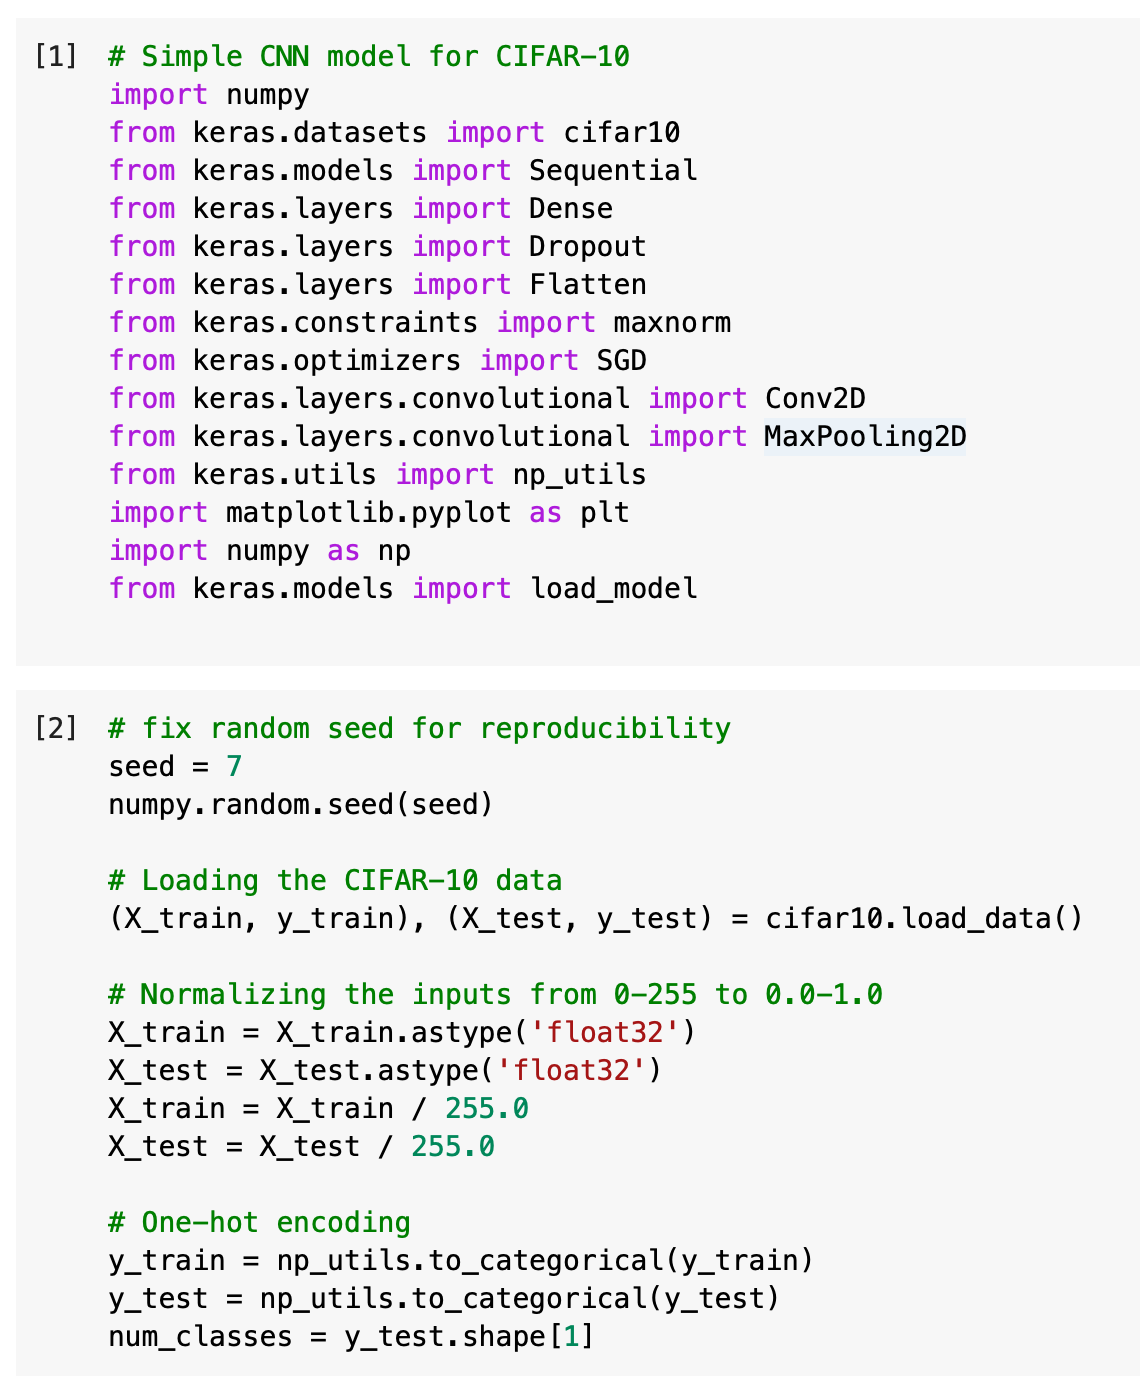 [1] # Simple CNN model for CIFAR-10
import numpy
from keras.datasets import cifar10
from keras.models import Sequential
from keras.layers import Dense
from keras.layers import Dropout
from keras.layers import Flatten
from keras.constraints import maxnorm
from keras.optimizers import SGD
from keras.layers.convolutional import Conv2D
from keras.layers.convolutional import MaxPooling2D
from keras.utils import np_utils
import matplotlib.pyplot as plt
import numpy as np
from keras.models import load_model
[2] # fix random seed for reproducibility
seed = 7
numpy.random.seed(seed)
# Loading the CIFAR-10 data
(X_train, y_train), (X_test, y_test) = cifar10.load_data()
# Normalizing the inputs from 0-255 to 0.0-1.0
X_train = X_train.astype('float32')
X_test = X_test.astype('float32')
X_train = X_train / 255.0
X_test = X_test / 255.0
# One-hot encoding
y_train = np_utils.to_categorical(y_train)
y_test = np_utils.to_categorical(y_test)
num_classes = y_test.shape[1]